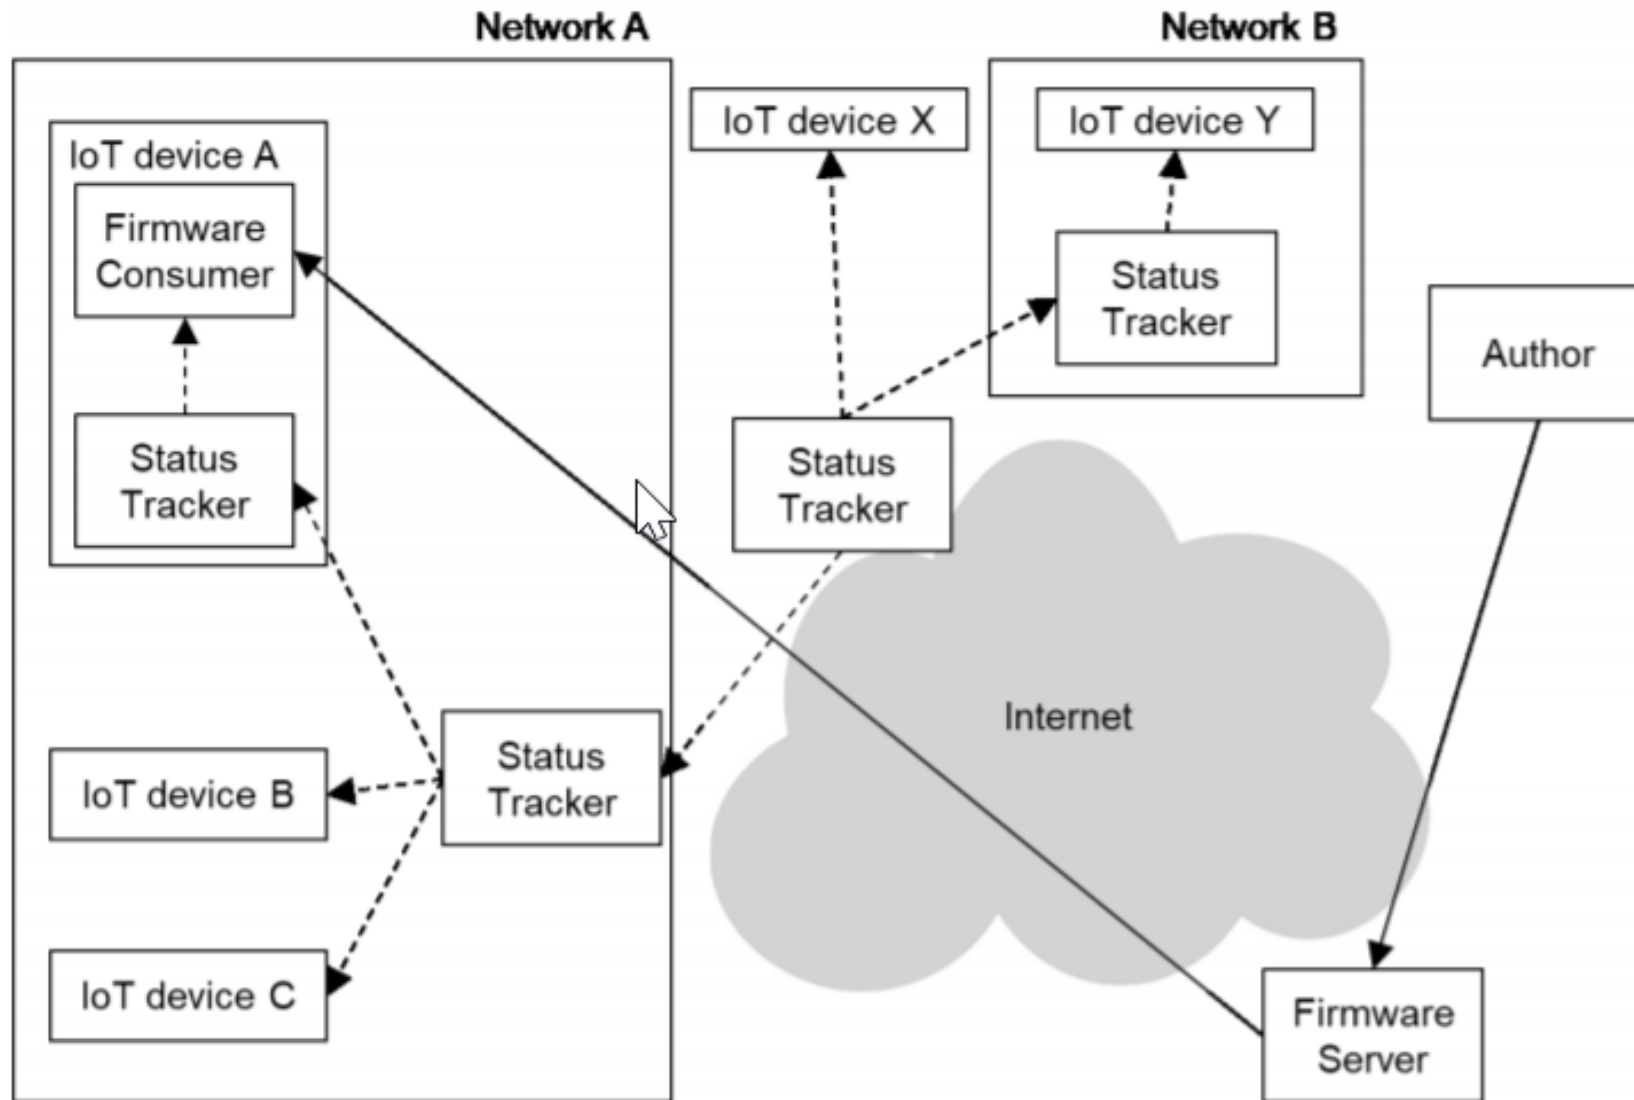 Network A
Network B
IoT device A
Firmware
Consumer
Status
Tracker
IoT device B
IoT device C
Status
Tracker
IoT device X
Status
Tracker
IoT device Y
Status
Tracker
Author
Internet
Firmware
Server